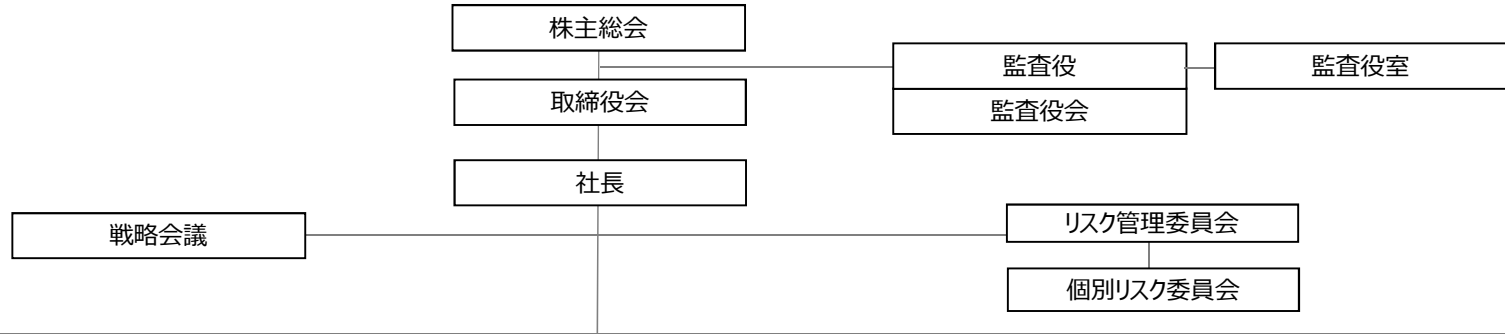 株主総会
監査役
監査役室
取締役会
監査役会
社長
戦略会議
リスク管理委員会
個別リスク委員会